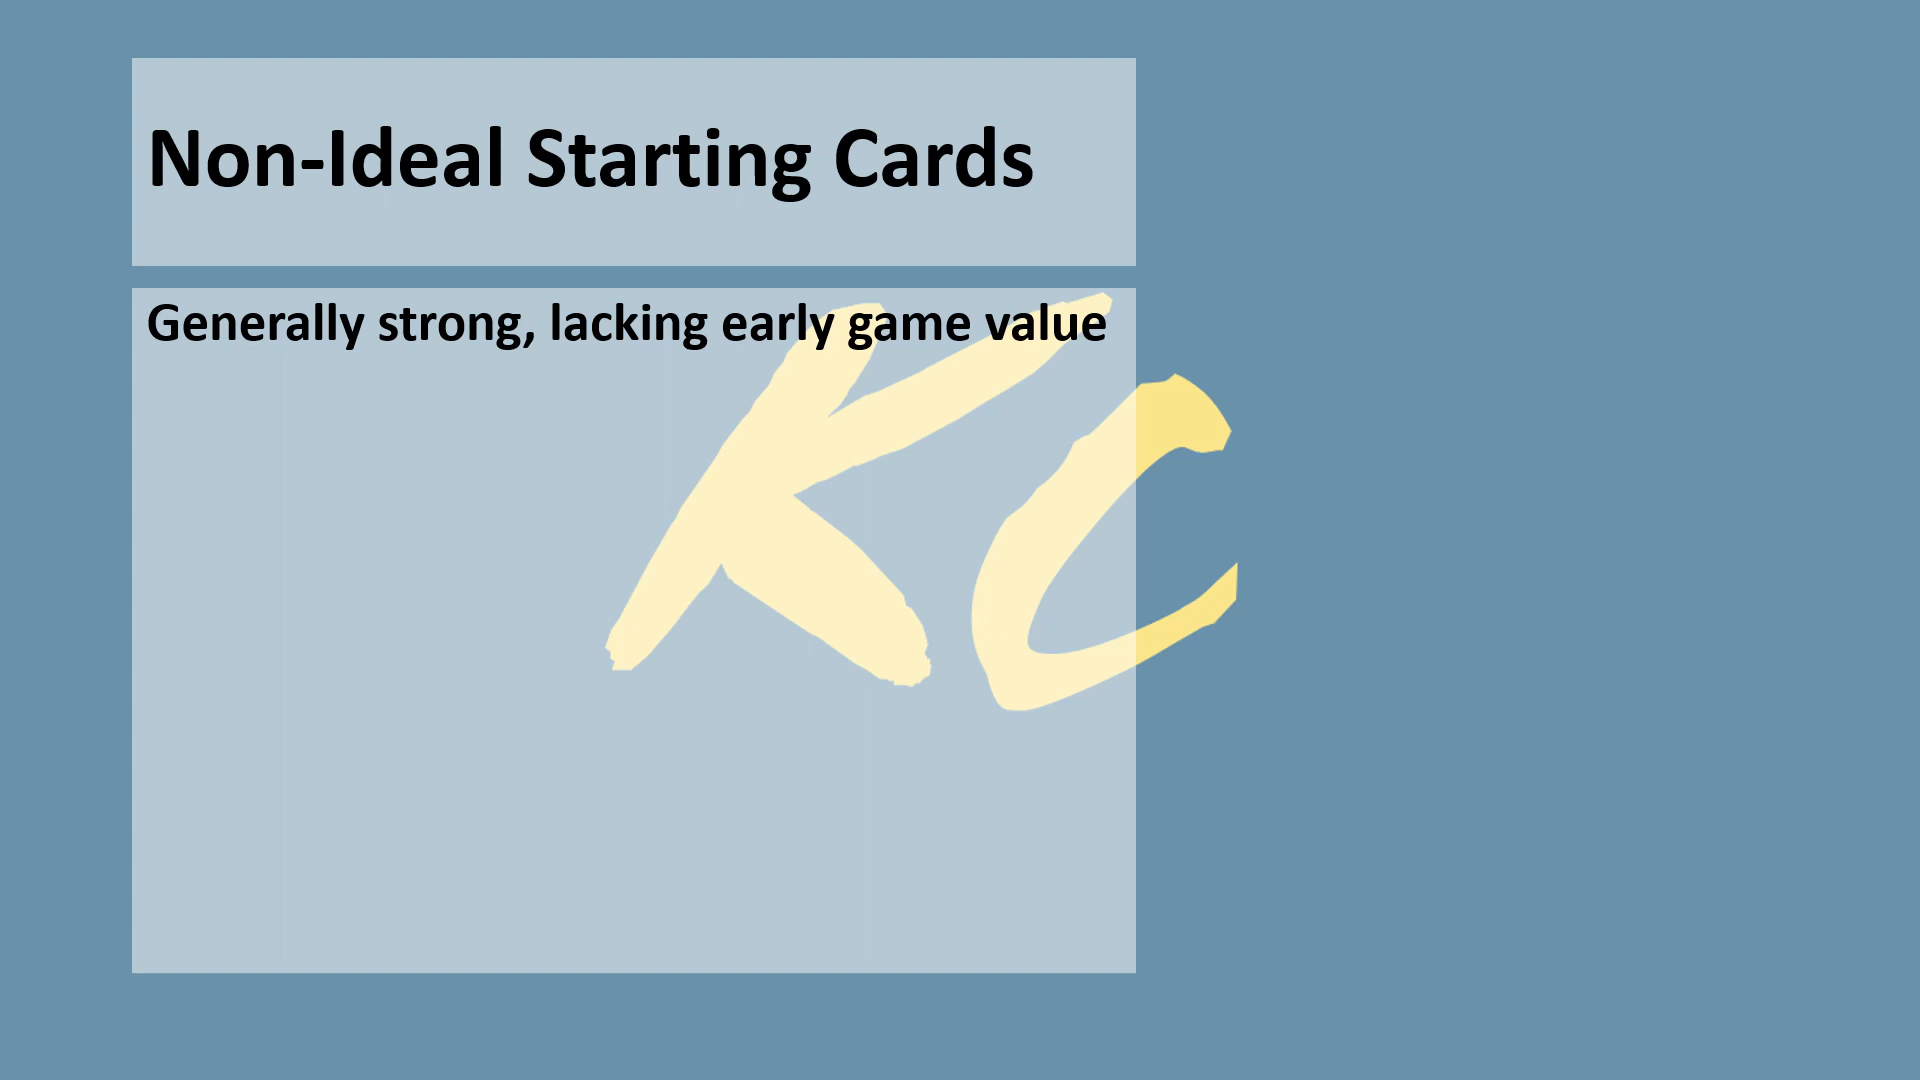 Non-Ideal Starting Cards
Generally strong, lacking early game value
KC